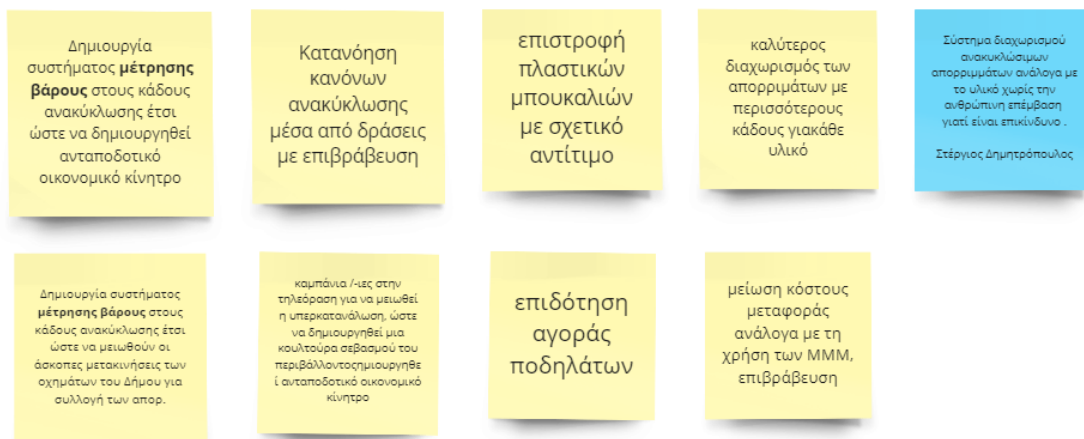 Δημιουργία
συστήματος μέτρησης
βάρους στους κάδους
ανακύκλωσης έτσι
ώστε να δημιουργηθεί
ανταποδοτικό
οικονομικό κίνητρο
Κατανόηση
κανόνων
ανακύκλωσης
μέσα από δράσεις
με επιβράβευση
επιστροφή
πλαστικών
μπουκαλιών
με σχετικό
αντίτιμο
καλύτερος
διαχωρισμός των
απορριμάτων με
περισσότερους
κάδους γιακάθε
υλικό
Σύστημα διαχωρισμού
ανακυκλώσιμων
απορριμμάτων ανάλογα με
το υλικό χωρίς την
ανθρώπινη επέμβαση
γιατί είναι επικίνδυνο .
Στέργιος Δημητρόπουλος
Δημιουργία συστήματος
μέτρησης βάρους στους
κάδους ανακύκλωσης έτσι
ώστε να μειωθούν οι
άσκοπες μετακινήσεις των
οχημάτων του Δήμου για
συλλογή των απορ.
καμπάνια /-ιες στην
τηλεόραση για να μειωθεί
η υπερκατανάλωση, ώστε
να δημιουργηθεί μια
κουλτούρα σεβασμού του
περιβάλλοντοςημιουργηθε
ί ανταποδοτικό οικονομικό
κίνητρο
επιδότηση
αγοράς
ποδηλάτων
μείωση κόστους
μεταφοράς
ανάλογα με τη
χρήση των ΜΜΜ,
επιβράβευση